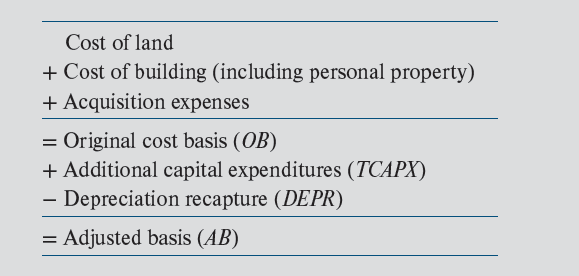 Cost of land
+ Cost of building (including personal property)
+ Acquisition expenses
= Original cost basis (OB)
+ Additional capital expenditures (TCAPX)
− Depreciation recapture (DEPR)
= Adjusted basis (AB)